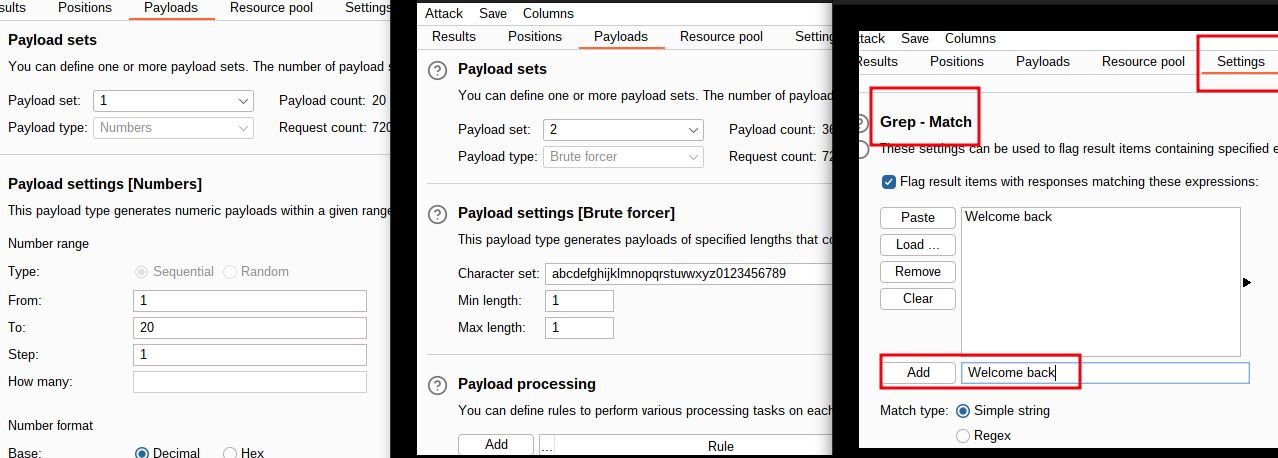 sults Positions Payloads Resource pool Settings
Payload sets
You can define one or more payload sets. The number of payload s
Payload set: 1 Payload count: 20
Payload type: Numbers Request count: 720
Payload settings [Numbers]
This payload type generates numeric payloads within a given range
Number range
Type: Sequential Random
From: 1
To: 20
Step: 1
How many:
Number format
Base: Decimal Hex
Attack Save Columns
Results Positions Payloads Resource pool Setting
Payload sets
You can define one or more payload sets. The number of payload
Payload set: 2 Payload count: 36
Payload type: Brute forcer Request count: 72
Payload settings [Brute forcer]
This payload type generates payloads of specified lengths that co
Character set: abcdefghijklmnopqrstuvwxyz0123456789
Min length: 1
Max length: 1
Payload processing
You can define rules to perform various processing tasks on each
Add ... Rule
ttack Save Columns
Results Positions Payloads Resource pool Settings
Grep - Match
These settings can be used to flag result items containing specified e
Flag result items with responses matching these expressions:
Paste Welcome back
Load ...
Remove
Clear
Add Welcome back
Match type: Simple string
Regex